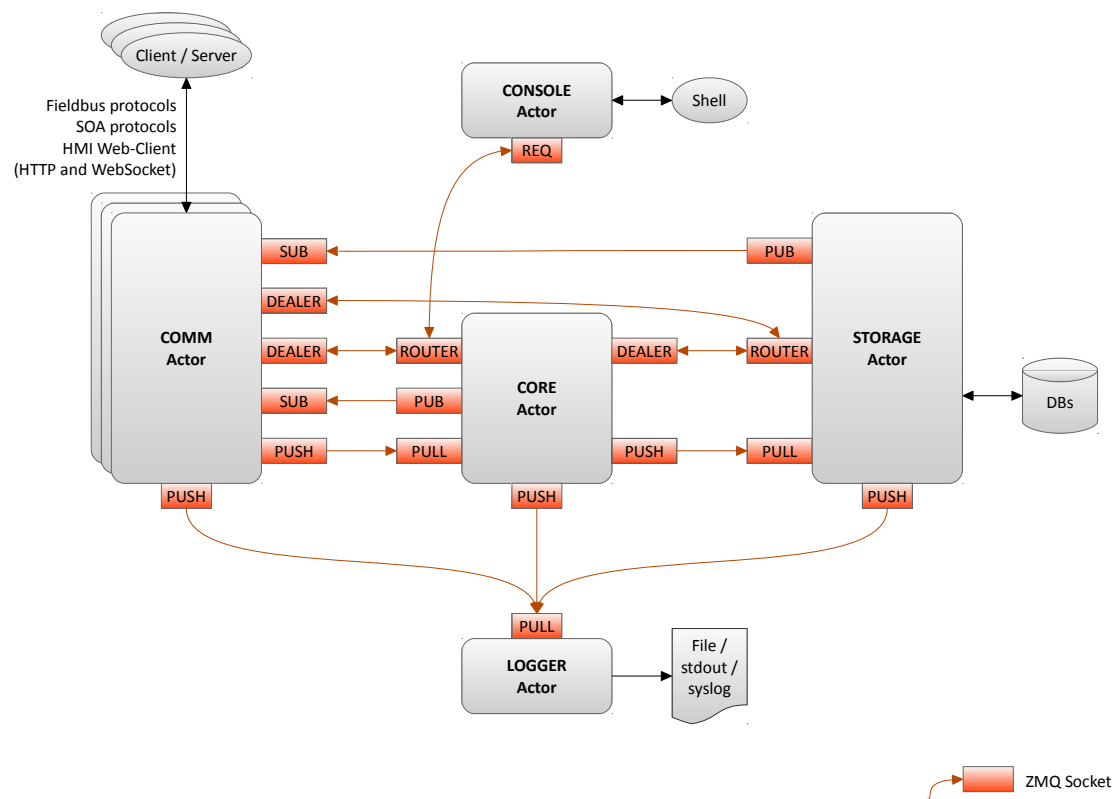 Client / Server
Fieldbus protocols
SOA protocols
HMI Web-Client
(HTTP and WebSocket)
CONSOLE
Actor
Shell
REQ
SUB
PUB
DEALER
COMM
Actor
DEALER
ROUTER
DEALER
ROUTER
STORAGE
Actor
CORE
Actor
SUB
PUB
DBs
PUSH
PULL
PUSH
PULL
PUSH
PUSH
PUSH
PULL
LOGGER
Actor
File /
stdout /
syslog
ZMQ Socket